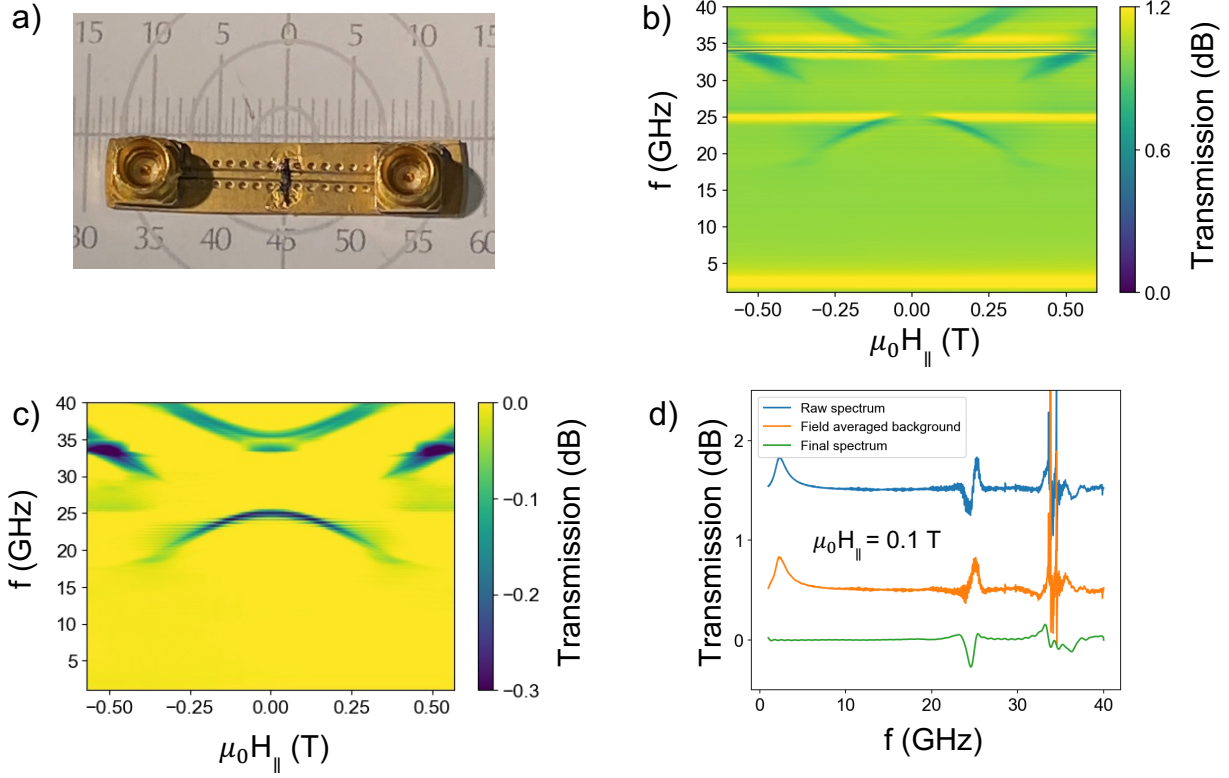 a)
15 10 5 0 5 10 15
30 35 40 45 50 55 60
b)
40
35
30
25
20
15
10
5
f (GHz)
−0.50 −0.25 0.00 0.25 0.50
μ₀H∥ (T)
1.2
0.6
0.0
Transmission (dB)
c)
40
35
30
25
20
15
10
5
f (GHz)
−0.50 −0.25 0.00 0.25 0.50
μ₀H∥ (T)
0.0
−0.1
−0.2
−0.3
Transmission (dB)
d)
Raw spectrum
Field averaged background
Final spectrum
μ₀H∥ = 0.1 T
2
1
0
Transmission (dB)
0 10 20 30 40
f (GHz)